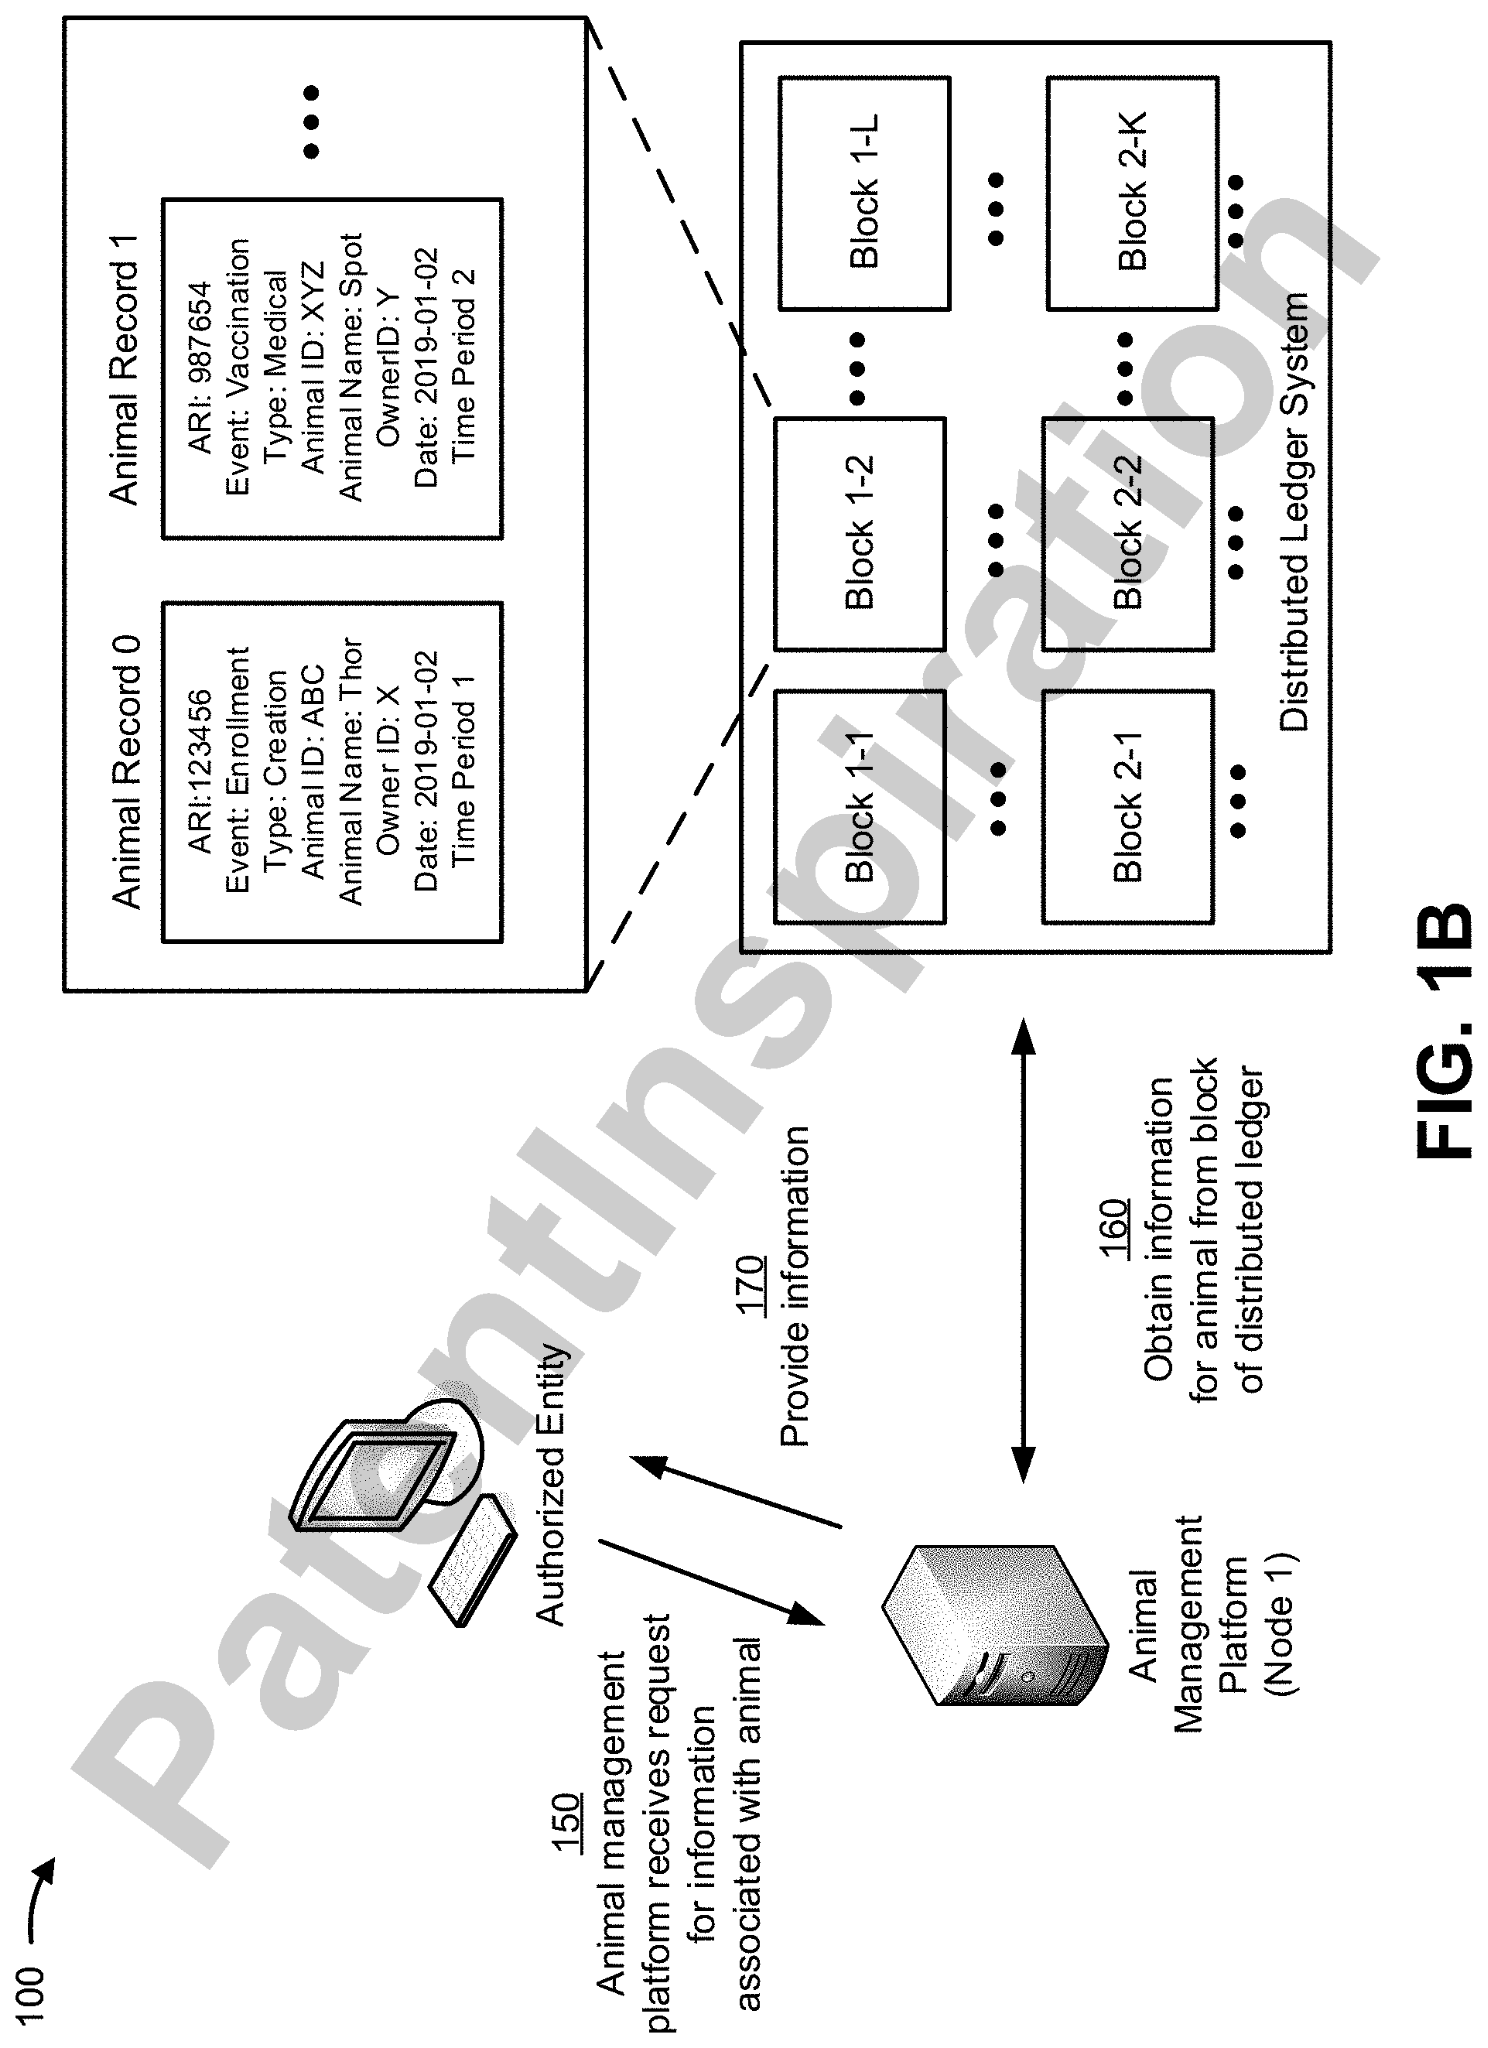 100
150
Animal management
platform receives request
for information
associated with animal
Authorized Entity
170
Provide information
Animal
Management
Platform
(Node 1)
160
Obtain information
for animal from block
of distributed ledger
Animal Record 0
ARI:123456
Event: Enrollment
Type: Creation
Animal ID: ABC
Animal Name: Thor
Owner ID: X
Date: 2019-01-02
Time Period 1
Animal Record 1
ARI: 987654
Event: Vaccination
Type: Medical
Animal ID: XYZ
Animal Name: Spot
OwnerID: Y
Date: 2019-01-02
Time Period 2
Block 1-1
Block 1-2
Block 1-L
Block 2-1
Block 2-2
Block 2-K
Distributed Ledger System
FIG. 1B
PatentInspiration